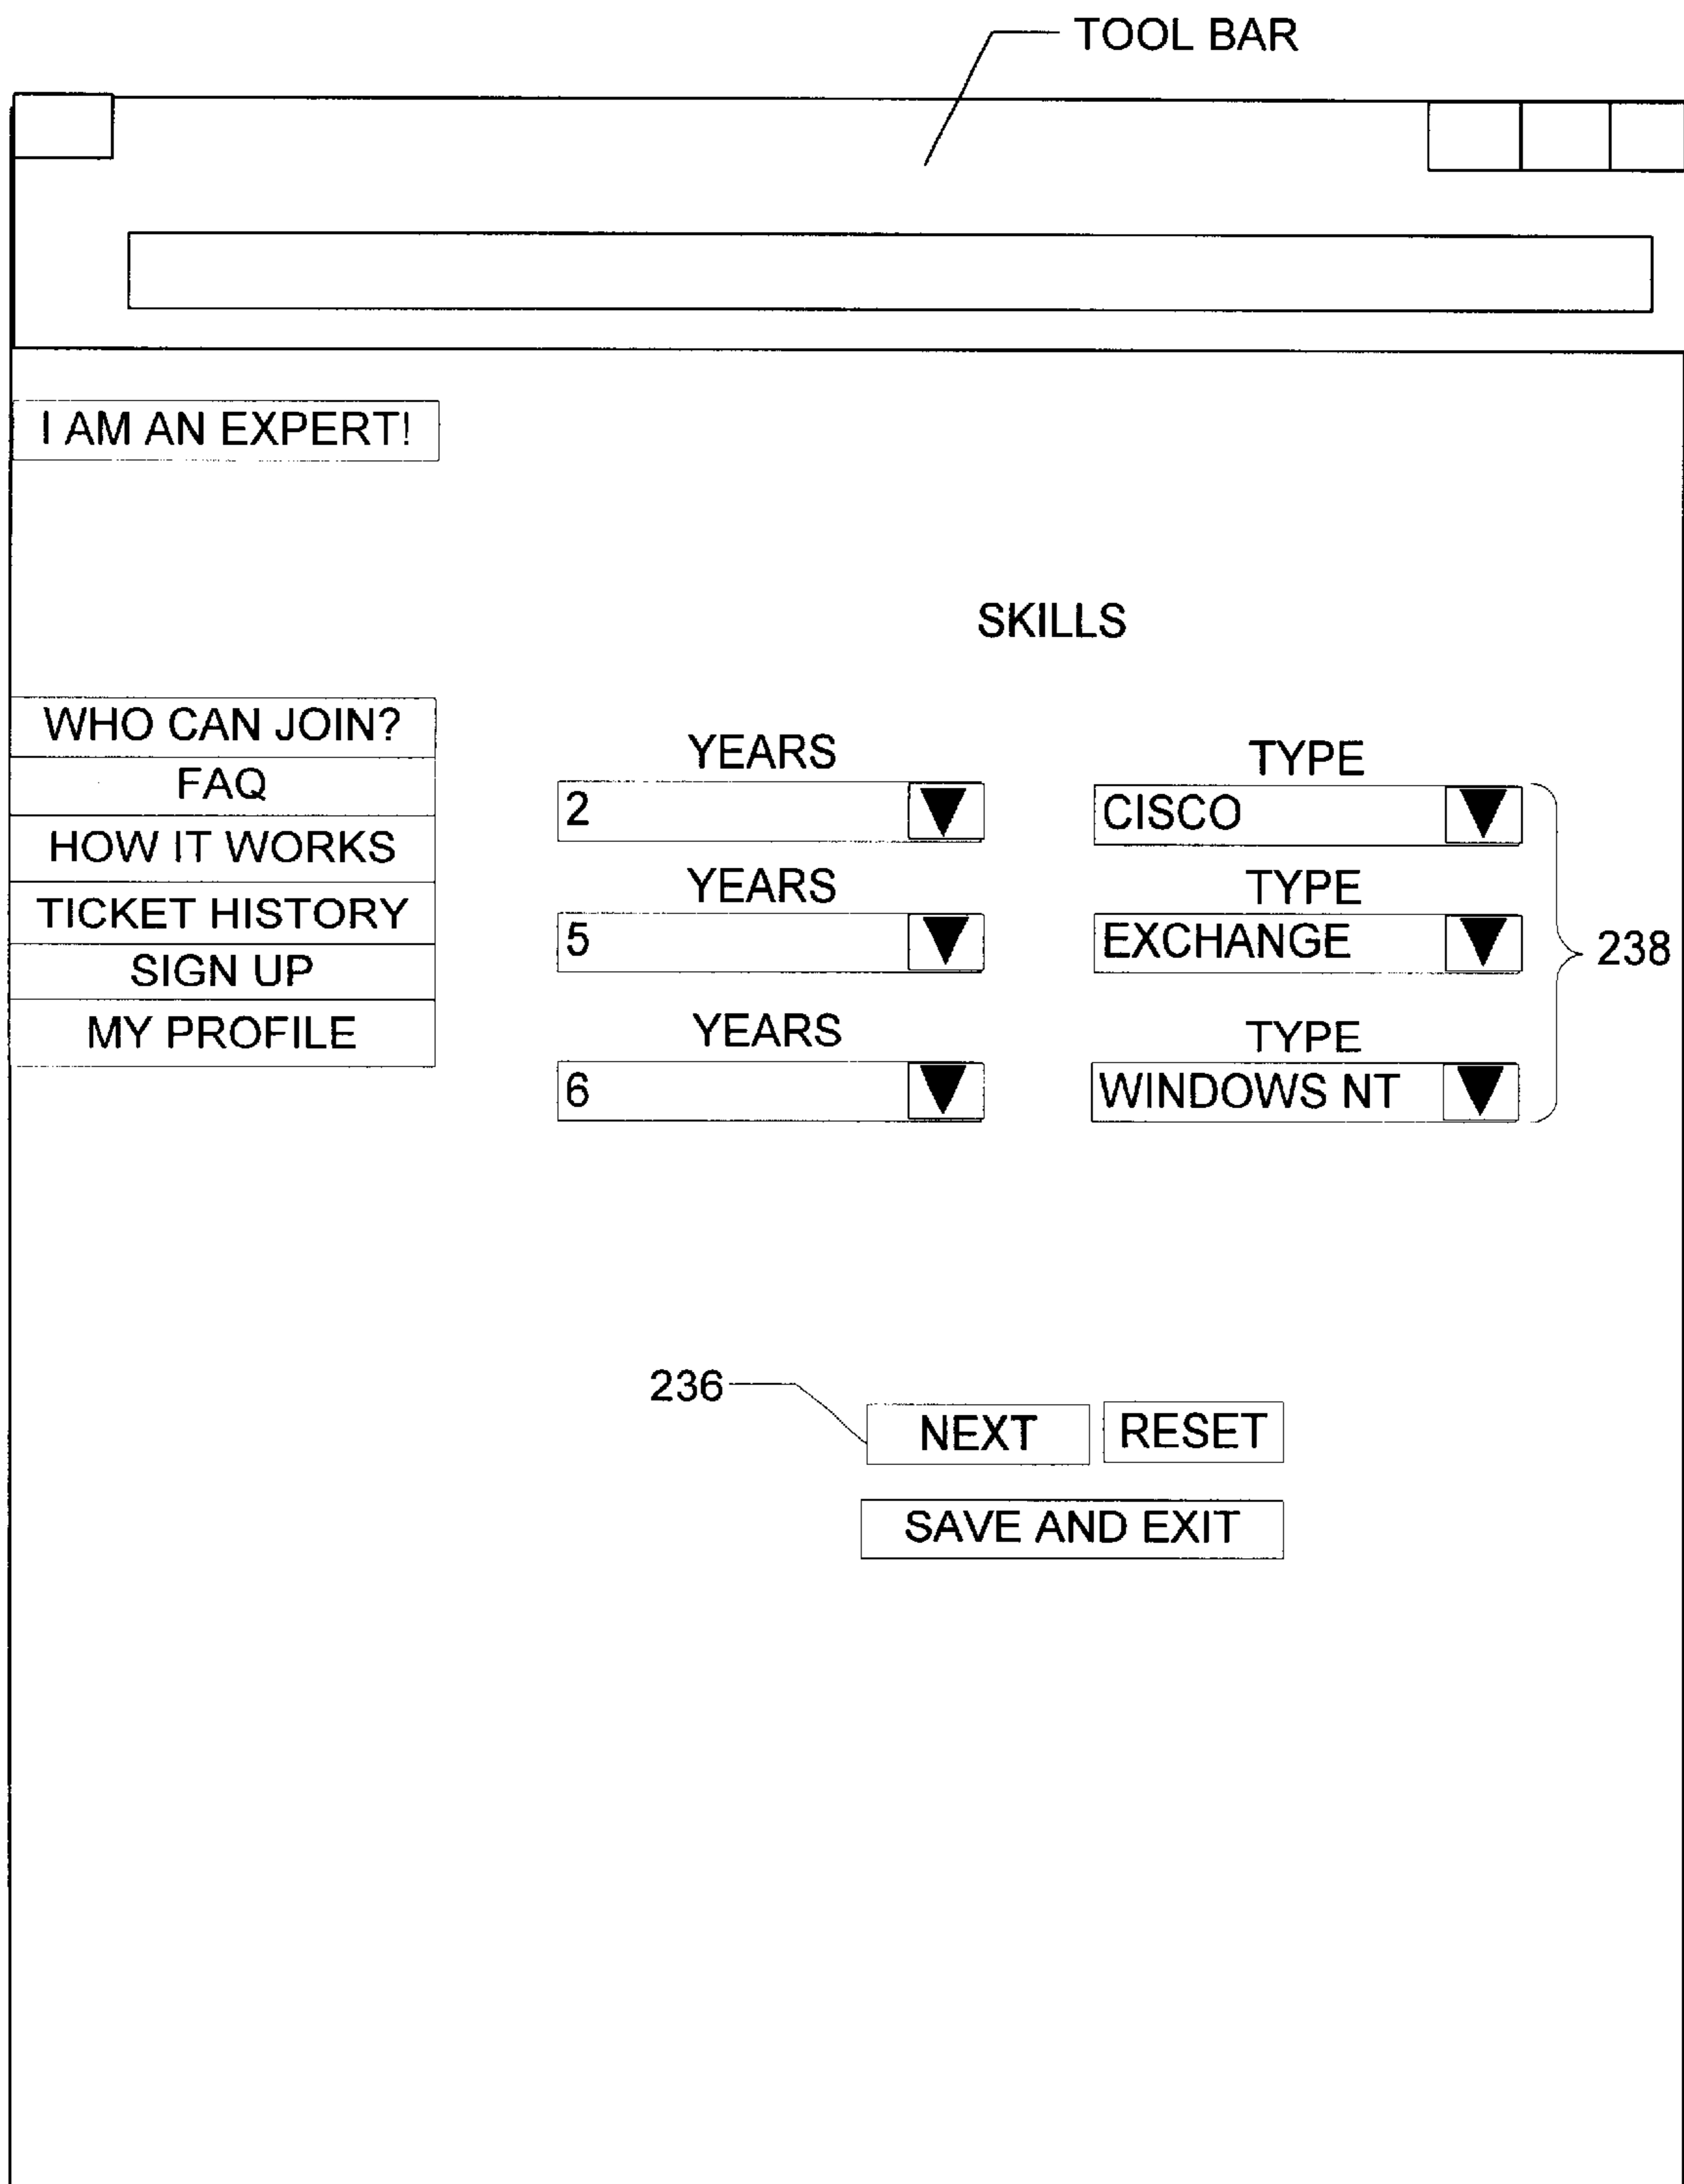 TOOL BAR
I AM AN EXPERT!
SKILLS
WHO CAN JOIN?
FAQ
HOW IT WORKS
TICKET HISTORY
SIGN UP
MY PROFILE
YEARS TYPE
2 CISCO
YEARS TYPE
5 EXCHANGE
238
YEARS TYPE
6 WINDOWS NT
236
NEXT RESET
SAVE AND EXIT